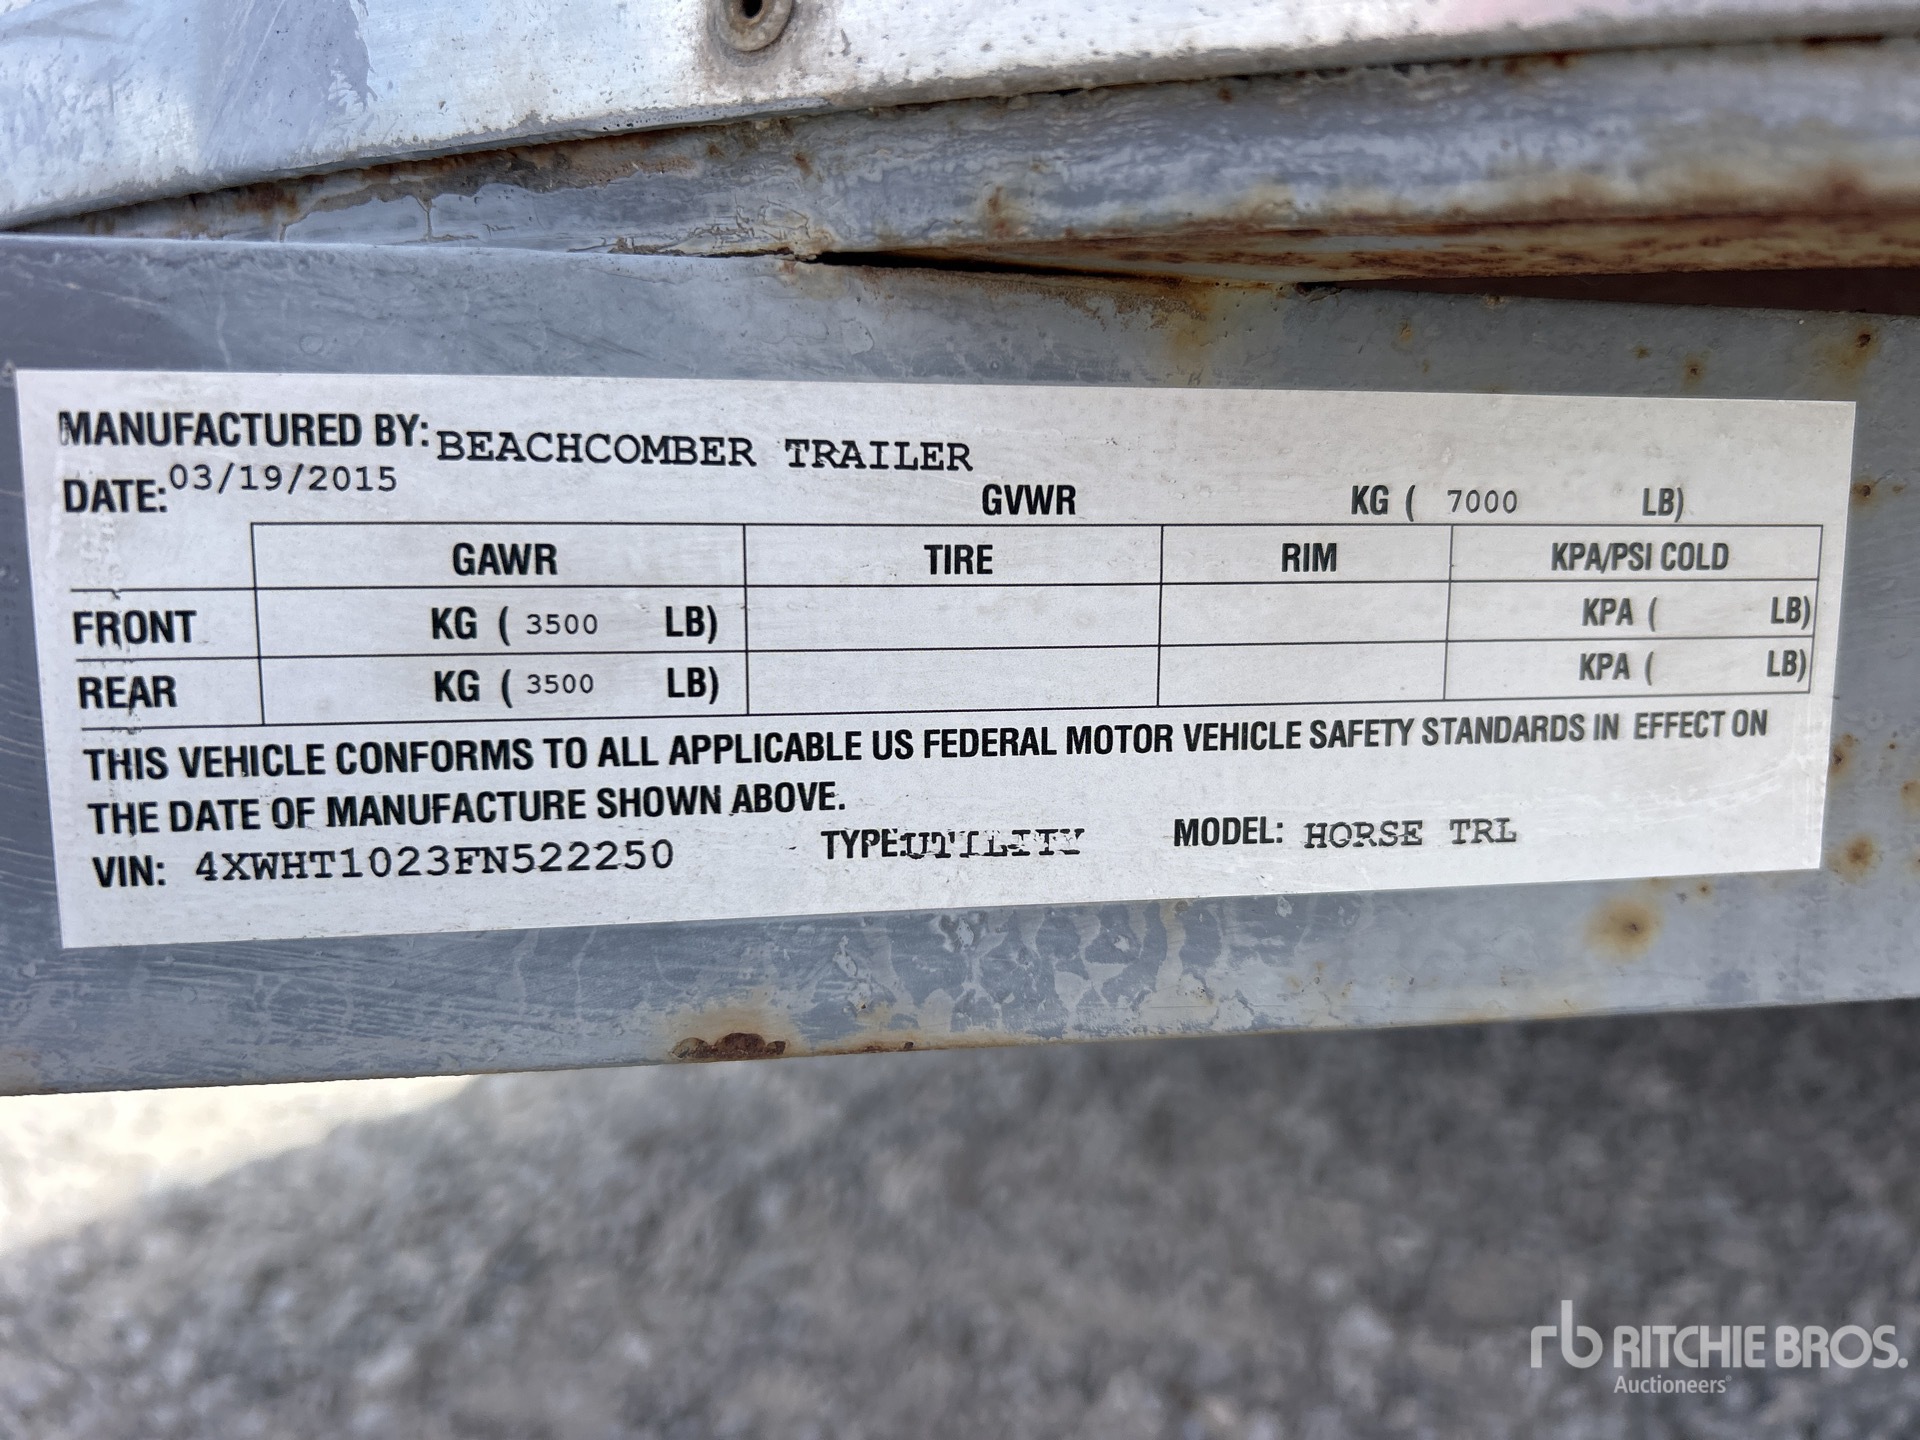 MANUFACTURED BY: BEACHCOMBER TRAILER
DATE: 03/19/2015 GVWR KG ( 7000 LB)
GAWR TIRE RIM KPA/PSI COLD
FRONT KG ( 3500 LB) KPA ( LB)
REAR KG ( 3500 LB) KPA ( LB)
THIS VEHICLE CONFORMS TO ALL APPLICABLE US FEDERAL MOTOR VEHICLE SAFETY STANDARDS IN EFFECT ON
THE DATE OF MANUFACTURE SHOWN ABOVE.
VIN: 4XWHT1023FN522250 TYPE: UTILITY MODEL: HORSE TRL
rb RITCHIE BROS.
Auctioneers